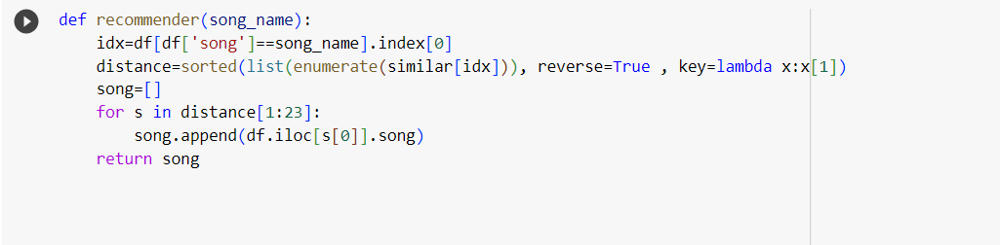 def recommender(song_name):
    idx=df[df['song']==song_name].index[0]
    distance=sorted(list(enumerate(similar[idx])), reverse=True , key=lambda x:x[1])
    song=[]
    for s in distance[1:23]:
        song.append(df.iloc[s[0]].song)
    return song